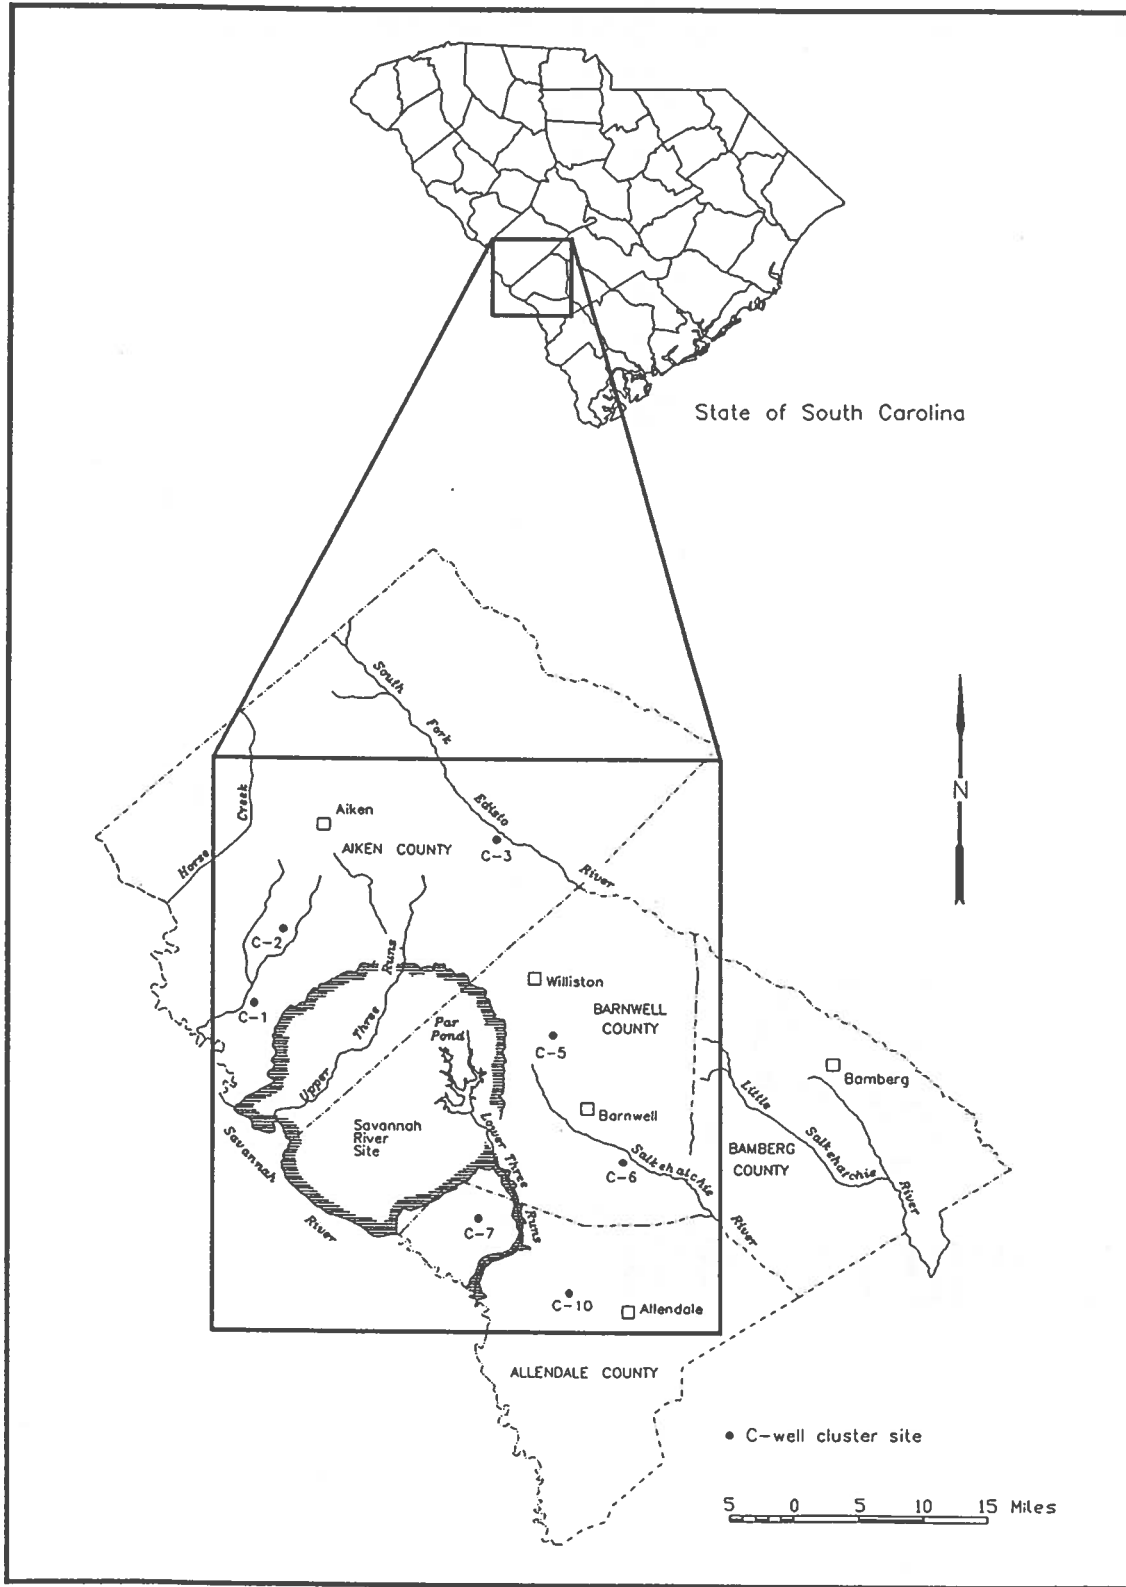 State of South Carolina
South
Fork
Edisto
River
Creek
Horse
Aiken
AIKEN COUNTY
C-3
C-2
Runs
Three
Upper
C-1
Williston
BARNWELL
COUNTY
Par
Pond
C-5
N
Bamberg
Little
Salkeharchie
River
Barnwell
Savannah
River
Site
Lower Three
Runs
Savannah
River
BAMBERG
COUNTY
Salkehatchie
River
C-6
C-7
C-10
Allendale
ALLENDALE COUNTY
C-well cluster site
5 0 5 10 15 Miles